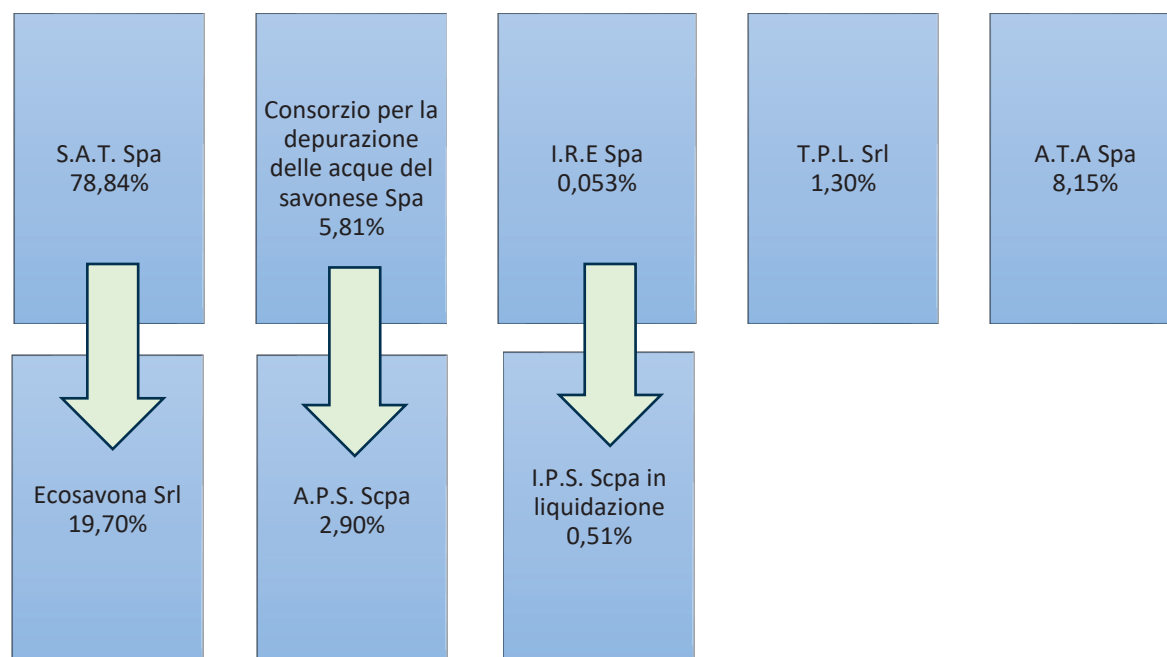 S.A.T. Spa
78,84%
Consorzio per la
depurazione
delle acque del
savonese Spa
5,81%
I.R.E Spa
0,053%
T.P.L. Srl
1,30%
A.T.A Spa
8,15%
Ecosavona Srl
19,70%
A.P.S. Scpa
2,90%
I.P.S. Scpa in
liquidazione
0,51%